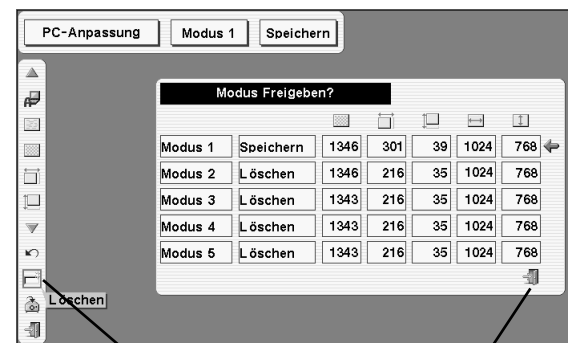 PC-Anpassung Modus 1 Speichern
Modus Freigeben?
Modus 1 Speichern 1346 301 39 1024 768
Modus 2 Löschen 1346 216 35 1024 768
Modus 3 Löschen 1343 216 35 1024 768
Modus 4 Löschen 1343 216 35 1024 768
Modus 5 Löschen 1343 216 35 1024 768
Löschen